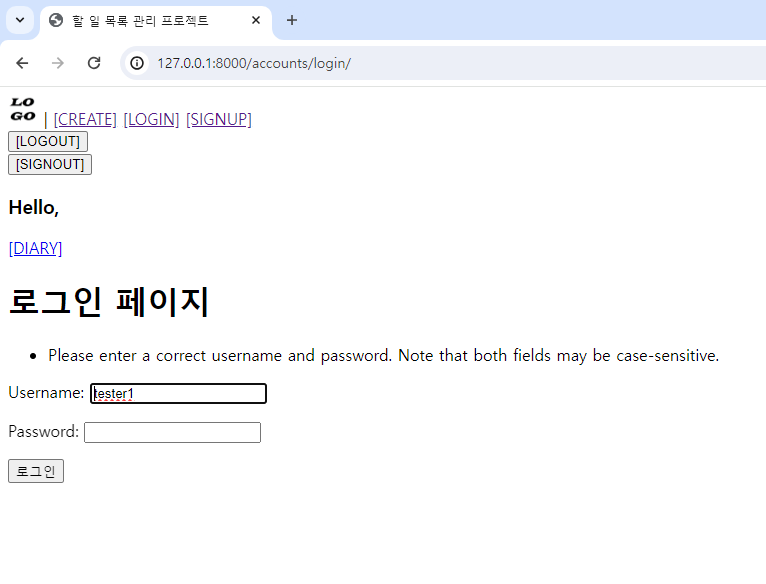 할 일 목록 관리 프로젝트
127.0.0.1:8000/accounts/login/
LO
GO | [CREATE] [LOGIN] [SIGNUP]
[LOGOUT]
[SIGNOUT]
Hello,
[DIARY]
로그인 페이지
• Please enter a correct username and password. Note that both fields may be case-sensitive.
Username: tester1
Password:
로그인